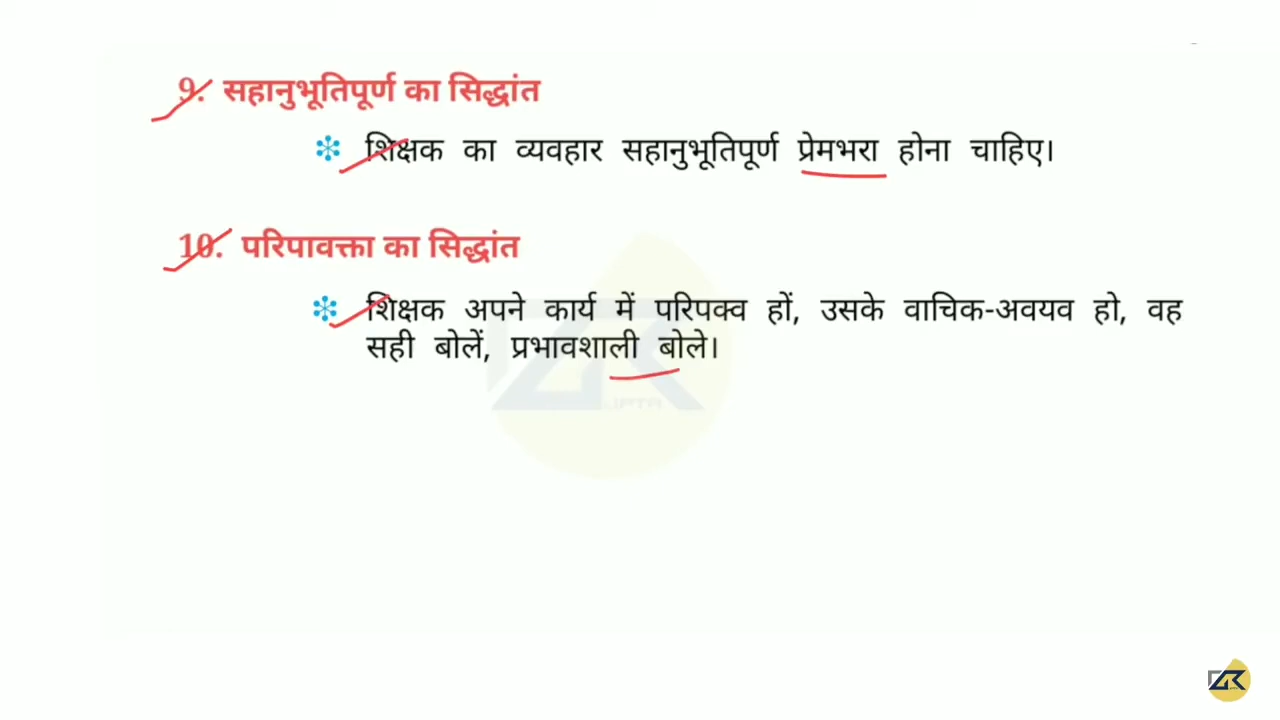 9. सहानुभूतिपूर्ण का सिद्धांत
शिक्षक का व्यवहार सहानुभूतिपूर्ण प्रेमभरा होना चाहिए।
10. परिपावक्ता का सिद्धांत
शिक्षक अपने कार्य में परिपक्व हों, उसके वाचिक-अवयव हो, वह
सही बोलें, प्रभावशाली बोले।